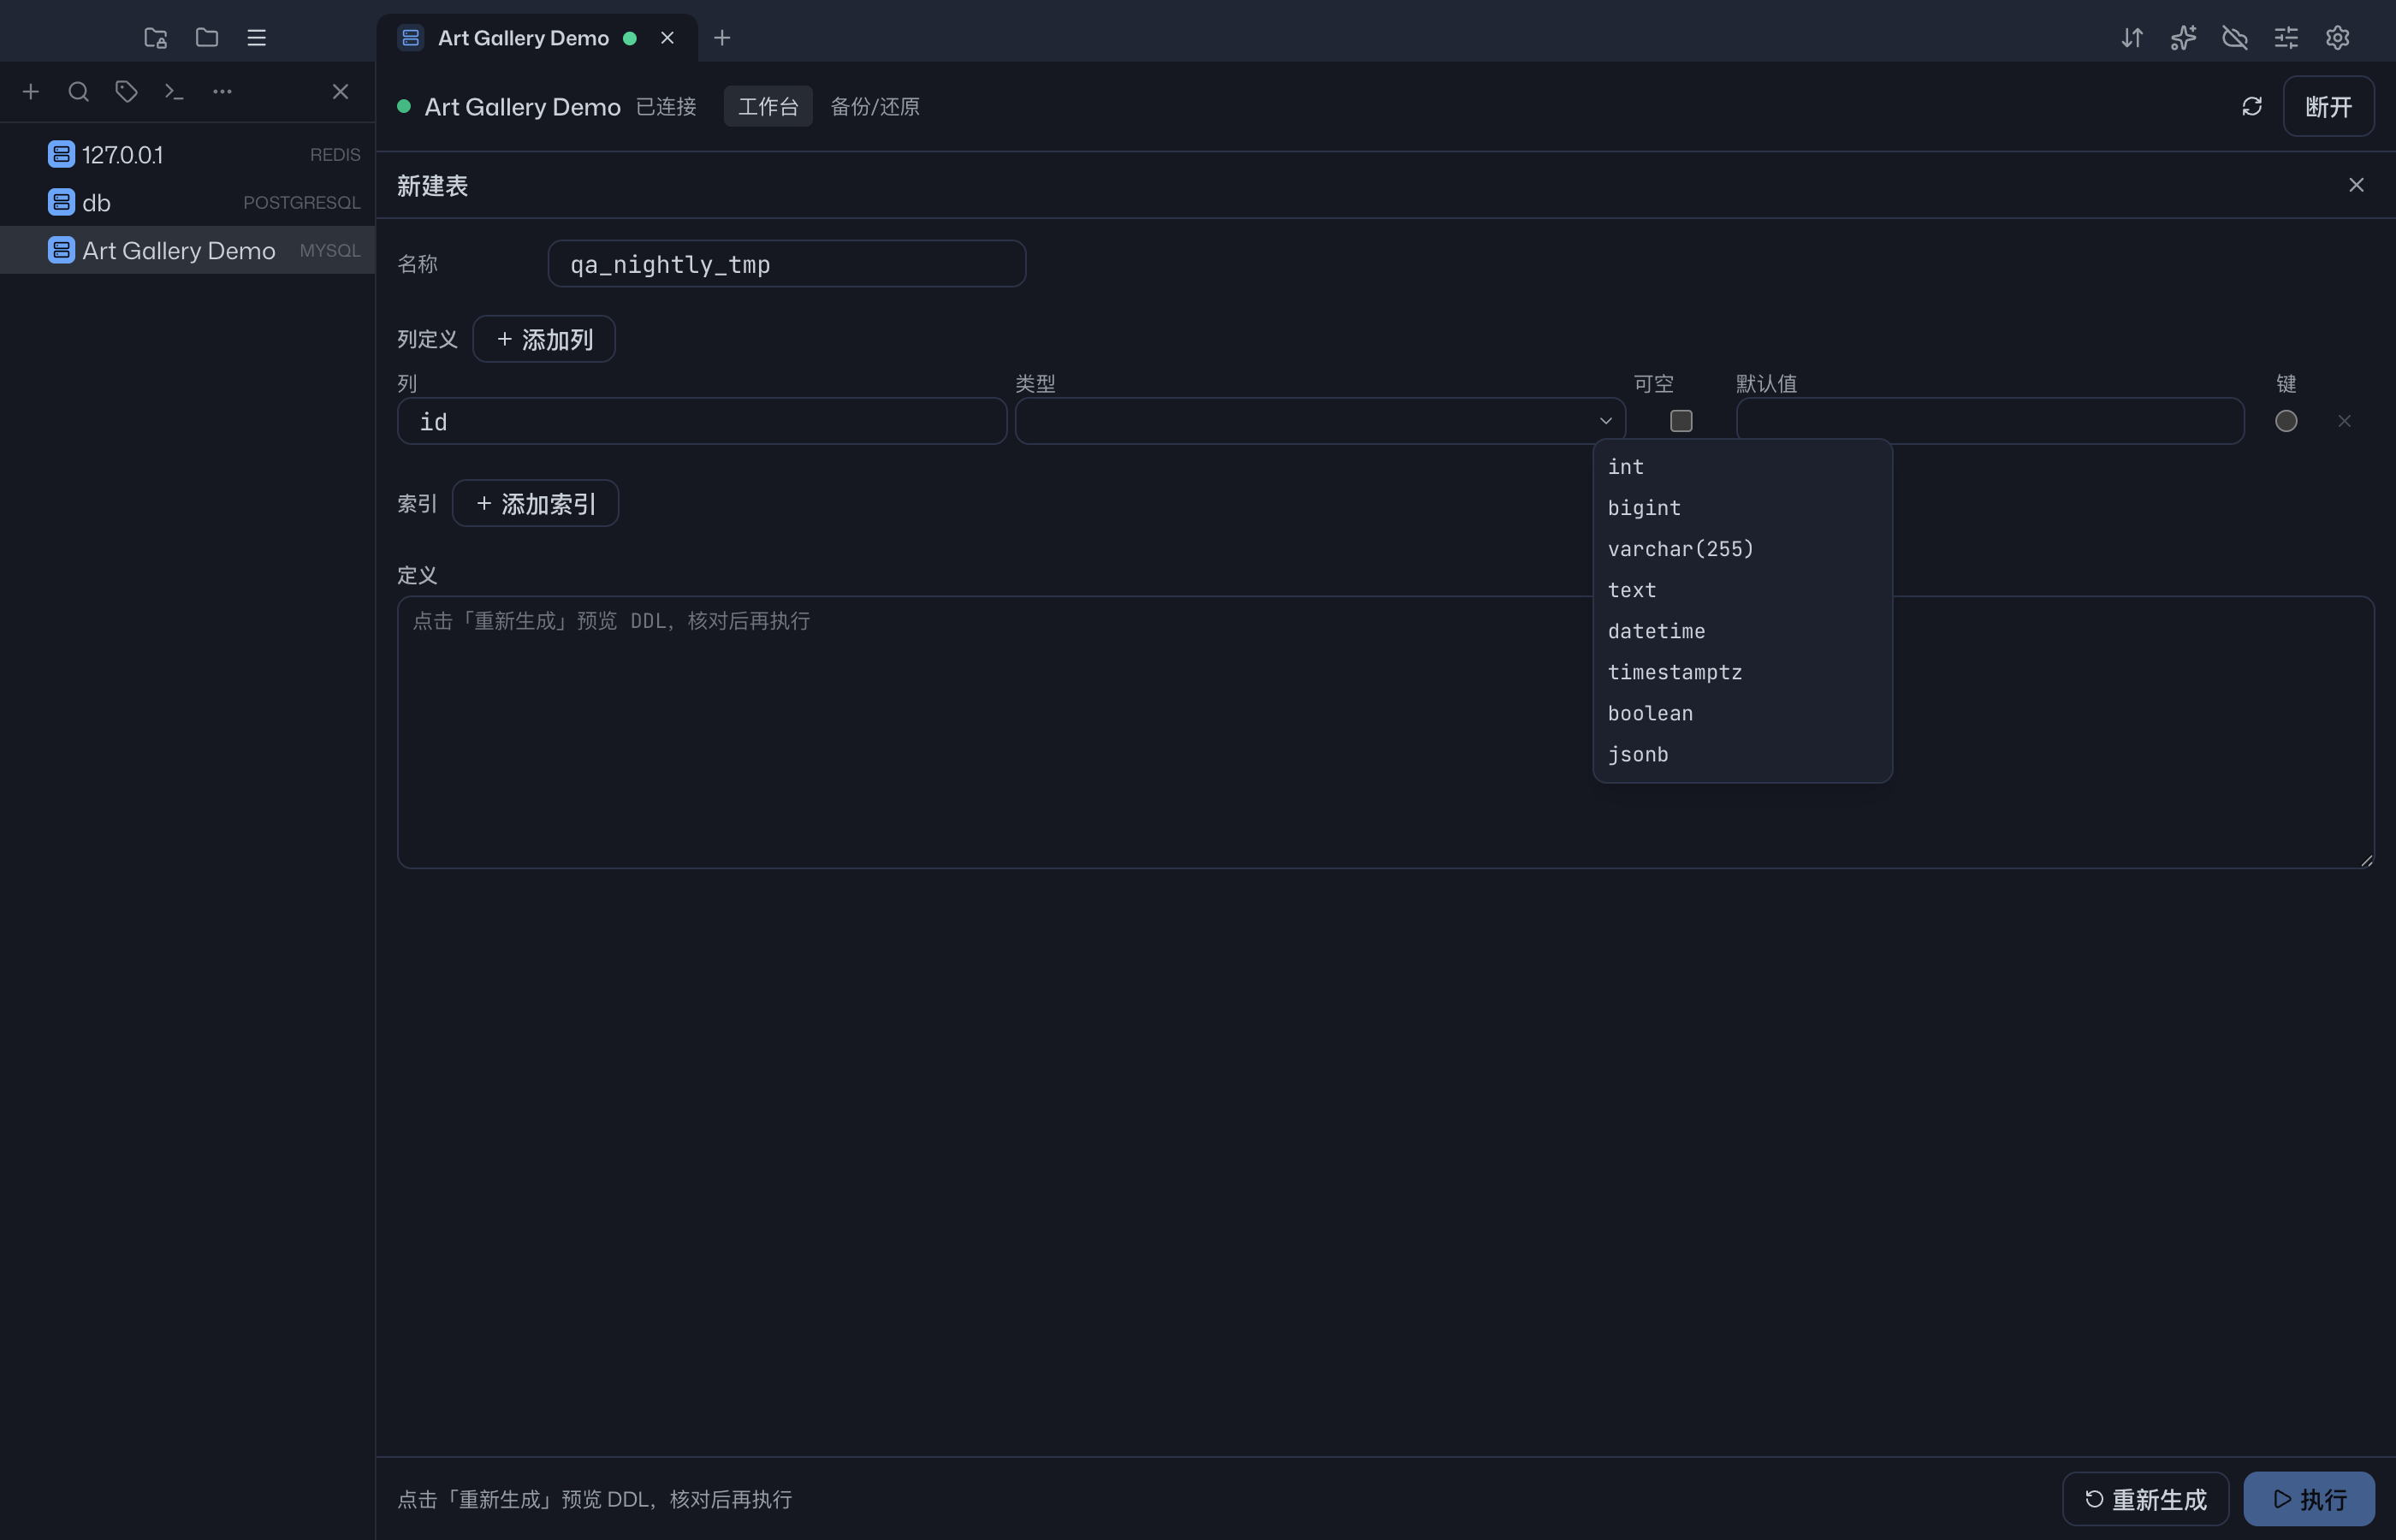 Art Gallery Demo
127.0.0.1 REDIS
db POSTGRESQL
Art Gallery Demo MYSQL
Art Gallery Demo 已连接 工作台 备份/还原 断开
新建表
名称 qa_nightly_tmp
列定义 + 添加列
列 类型 可空 默认值 键
id
int
bigint
varchar(255)
text
datetime
timestamptz
boolean
jsonb
索引 + 添加索引
定义
点击「重新生成」预览 DDL，核对后再执行
点击「重新生成」预览 DDL，核对后再执行
重新生成 执行